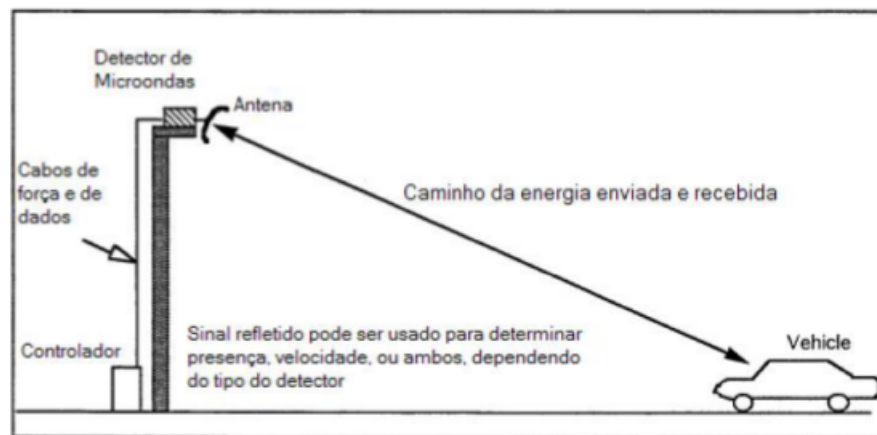 Detector de
Microondas
Antena
Cabos de
força e de
dados
Caminho da energia enviada e recebida
Sinal refletido pode ser usado para determinar
presença, velocidade, ou ambos, dependendo
do tipo do detector
Controlador
Vehicle